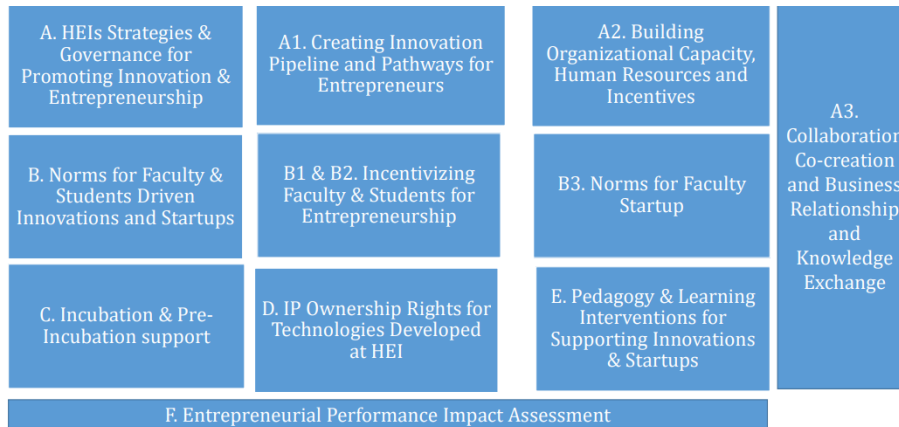 A. HEIs Strategies &
Governance for
Promoting Innovation &
Entrepreneurship
A1. Creating Innovation
Pipeline and Pathways for
Entrepreneurs
A2. Building
Organizational Capacity,
Human Resources and
Incentives
A3.
Collaboration,
Co-creation
and Business
Relationship
and
Knowledge
Exchange
B. Norms for Faculty &
Students Driven
Innovations and Startups
B1 & B2. Incentivizing
Faculty & Students for
Entrepreneurship
B3. Norms for Faculty
Startup
C. Incubation & Pre-
Incubation support
D. IP Ownership Rights for
Technologies Developed
at HEI
E. Pedagogy & Learning
Interventions for
Supporting Innovations
& Startups
F. Entrepreneurial Performance Impact Assessment